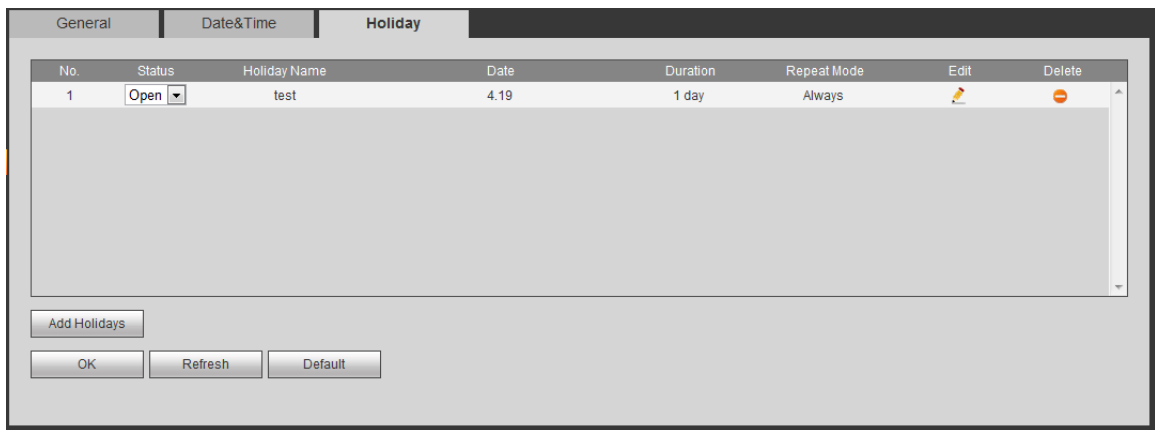 General Date&Time Holiday
No. Status Holiday Name Date Duration Repeat Mode Edit Delete
1 Open test 4.19 1 day Always
Add Holidays
OK Refresh Default